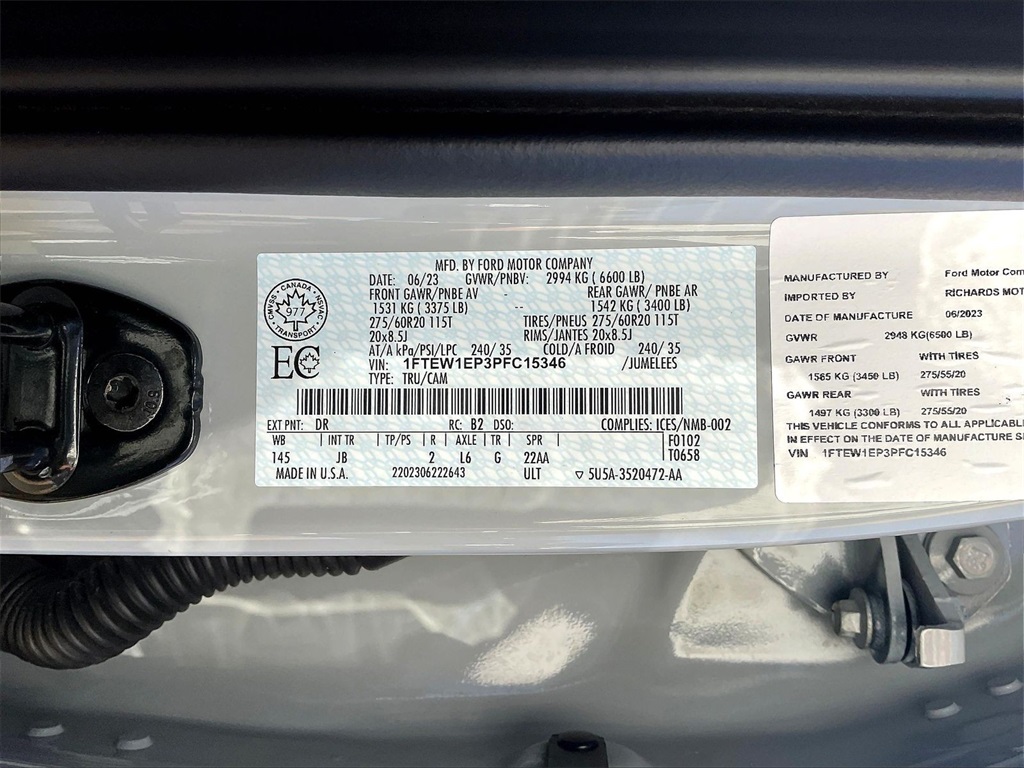 MFD. BY FORD MOTOR COMPANY
DATE: 06/23 GVWR/PNBV: 2994 KG ( 6600 LB)
FRONT GAWR/PNBE AV - REAR GAWR/ PNBE AR
1531 KG ( 3375 LB) -- 1542 KG ( 3400 LB)
275/60R20 115T TIRES/PNEUS 275/60R20 115T
20x8.5J RIMS/JANTES 20x8.5J
AT/A kPa/PSI/LPC 240/ 35 COLD/A FROID 240/ 35
VIN: 1FTEW1EP3PFC15346 /JUMELEES
TYPE: TRU/CAM
CANADA
NSVAC
TRANSPORT
CMVSS
977
EC
EXT PNT: DR RC: B2 DSO: COMPLIES: ICES/NMB-002
WB INT TR TP/PS R AXLE TR SPR F0102
145 JB 2 L6 G 22AA T0658
MADE IN U.S.A. 2202306222643 ULT ▽ 5U5A-3520472-AA
MANUFACTURED BY Ford Motor Com
IMPORTED BY RICHARDS MOT
DATE OF MANUFACTURE 06/2023
GVWR 2948 KG(6500 LB)
GAWR FRONT WITH TIRES
1565 KG (3450 LB) 275/55/20
GAWR REAR WITH TIRES
1497 KG (3300 LB) 275/55/20
THIS VEHICLE CONFORMS TO ALL APPLICABL
IN EFFECT ON THE DATE OF MANUFACTURE S
VIN 1FTEW1EP3PFC15346